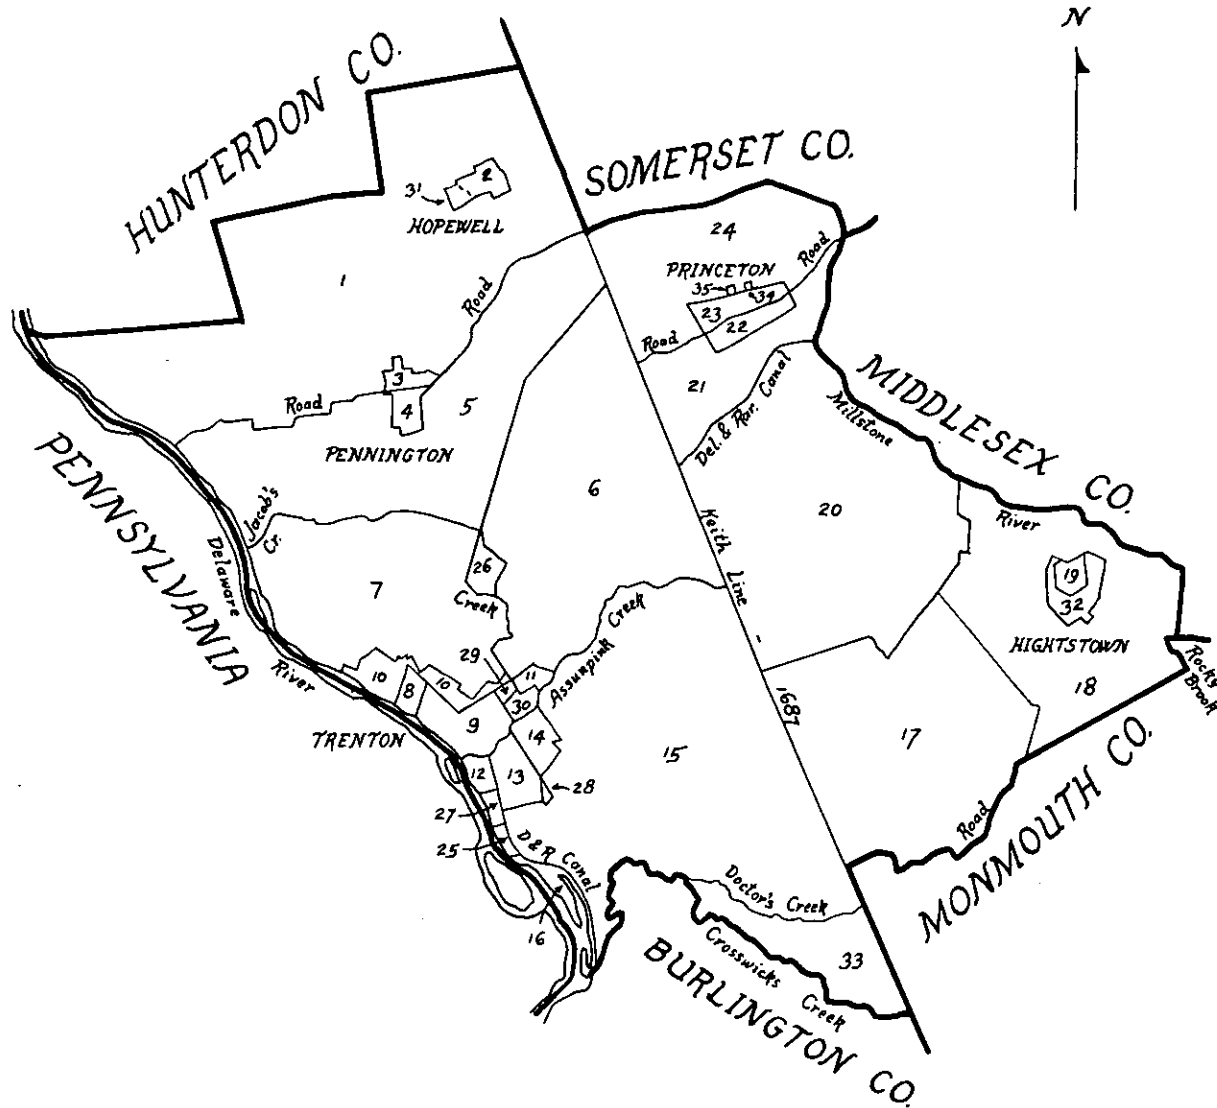 N
HUNTERDON CO.
SOMERSET CO.
31
2
HOPEWELL
24
Road
PRINCETON
35
34
23
22
1
Road
Road
21
Del. & Rar. Canal
MIDDLESEX CO.
Millstone
River
3
4
5
Road
PENNINGTON
PENNSYLVANIA
6
20
Jacob's
Cr.
Delaware
River
Keith Line
1687
26
7
Creek
19
32
HIGHTSTOWN
Rocky
Brook
18
29
11
Assunpink Creek
10
8
10
30
9
14
TRENTON
15
17
12
13
28
27
25
D&R Canal
16
Road
MONMOUTH CO.
Doctor's Creek
Crosswicks
Creek
33
BURLINGTON CO.